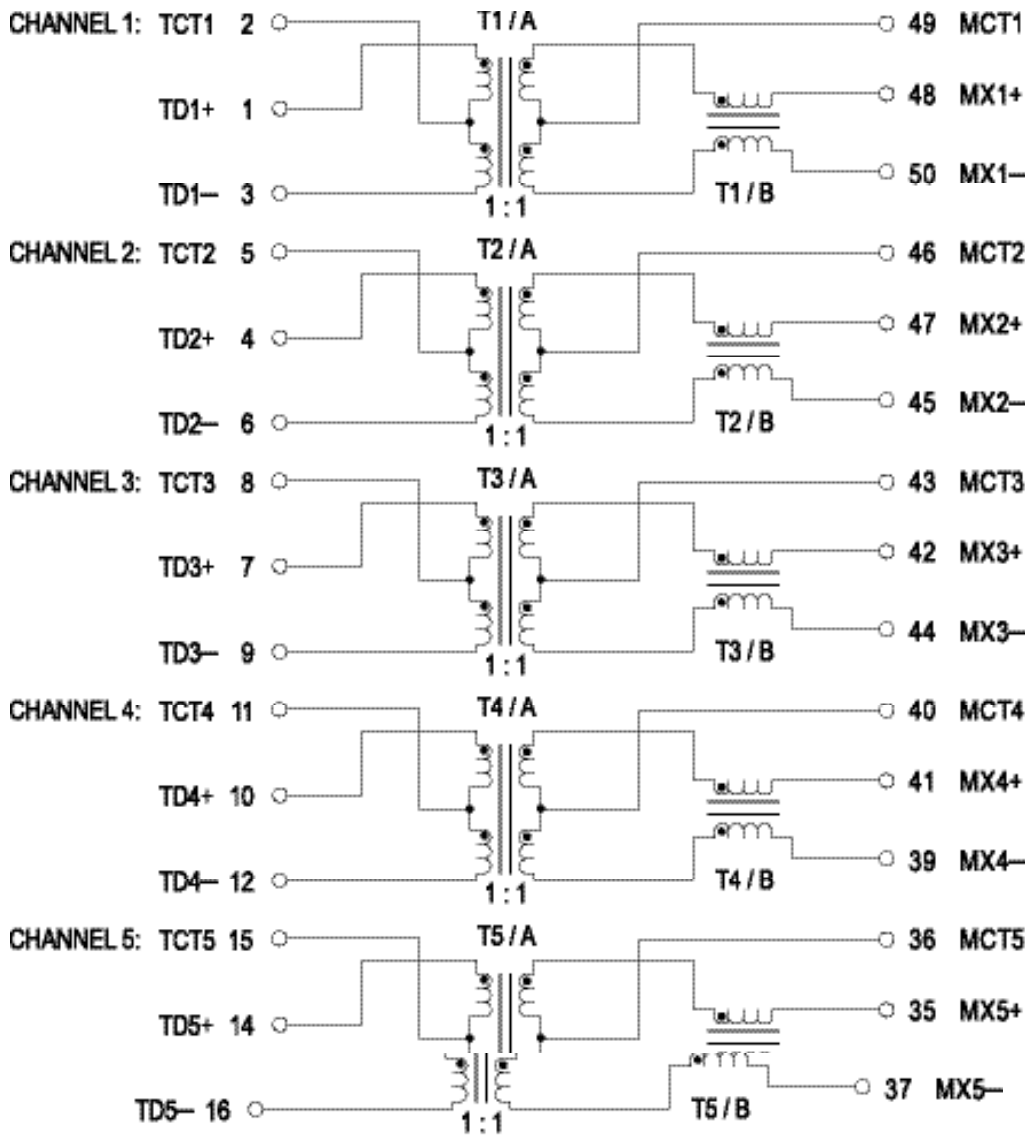 CHANNEL 1: TCT1 2 T1/A 49 MCT1
TD1+ 1 48 MX1+
TD1– 3 1:1 T1/B 50 MX1–
CHANNEL 2: TCT2 5 T2/A 46 MCT2
TD2+ 4 47 MX2+
TD2– 6 1:1 T2/B 45 MX2–
CHANNEL 3: TCT3 8 T3/A 43 MCT3
TD3+ 7 42 MX3+
TD3– 9 1:1 T3/B 44 MX3–
CHANNEL 4: TCT4 11 T4/A 40 MCT4
TD4+ 10 41 MX4+
TD4– 12 1:1 T4/B 39 MX4–
CHANNEL 5: TCT5 15 T5/A 36 MCT5
TD5+ 14 35 MX5+
TD5– 16 1:1 T5/B 37 MX5–